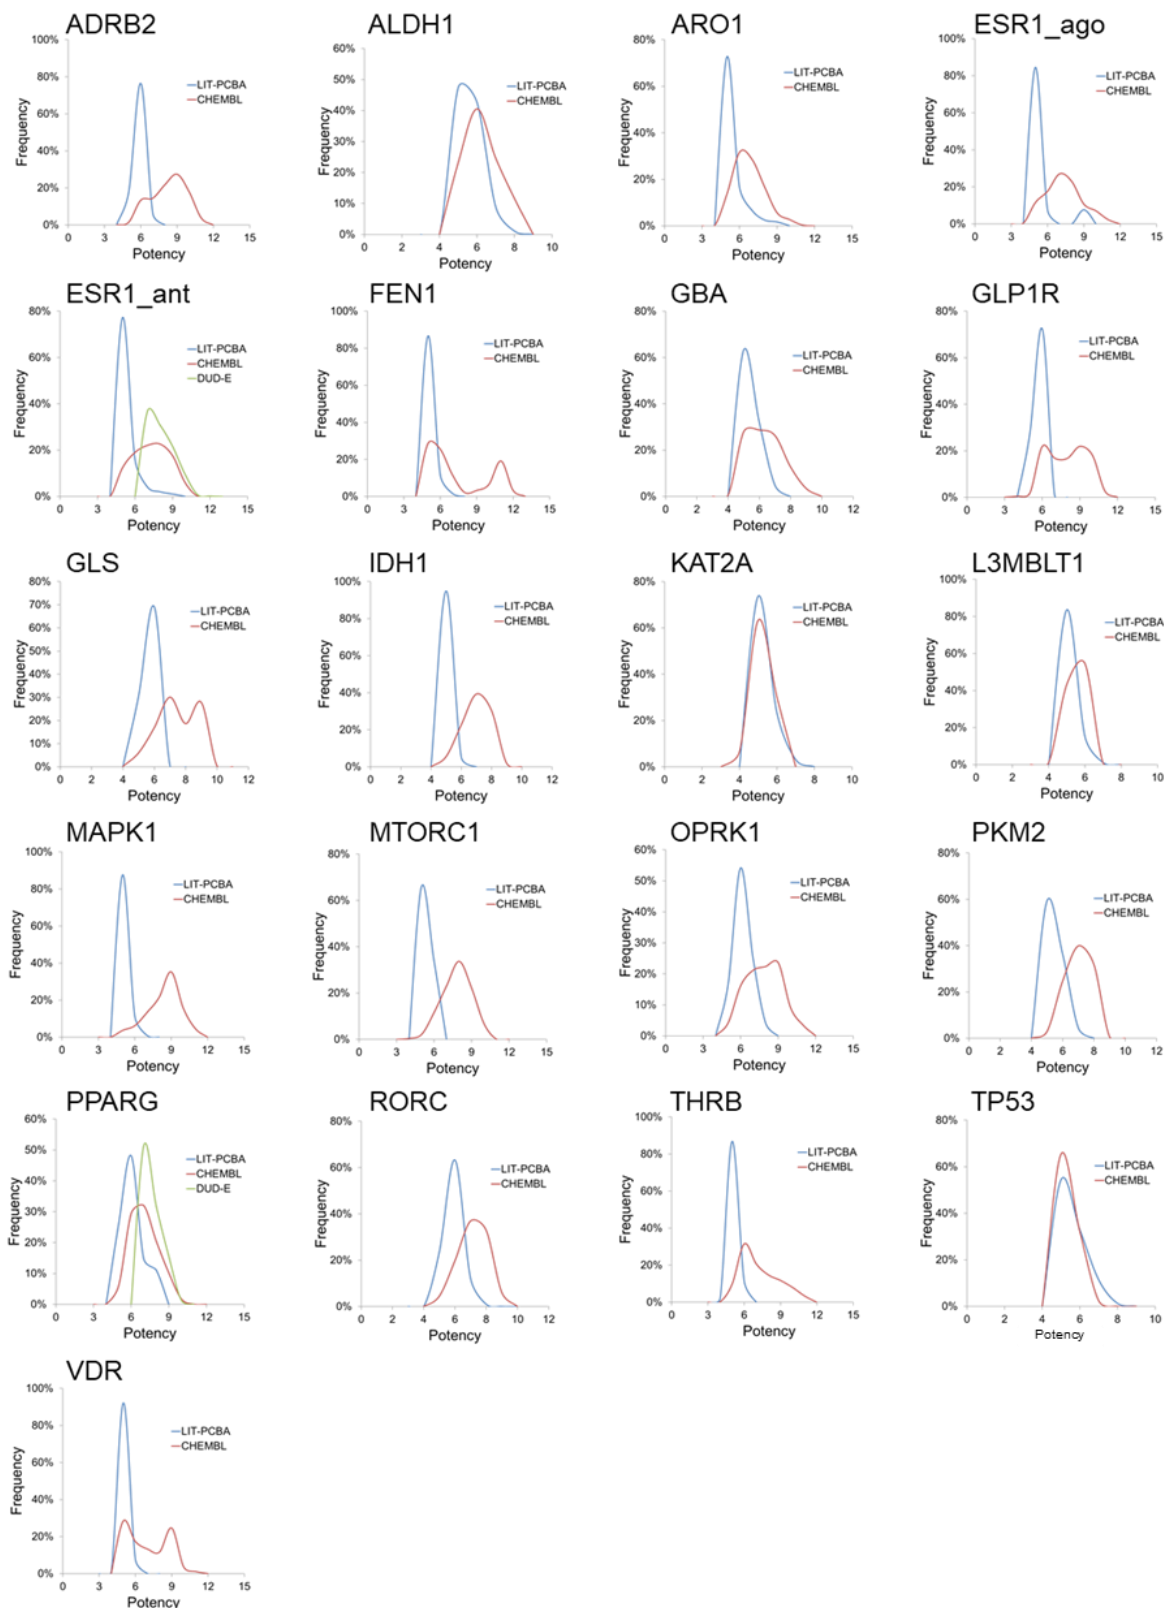 ADRB2
100%
80%
60%
40%
20%
0%
Frequency
LIT-PCBA
CHEMBL
0 3 6 9 12 15
Potency
ALDH1
60%
50%
40%
30%
20%
10%
0%
Frequency
LIT-PCBA
CHEMBL
0 2 4 6 8 10
Potency
ARO1
80%
60%
40%
20%
0%
Frequency
LIT-PCBA
CHEMBL
0 3 6 9 12 15
Potency
ESR1_ago
100%
80%
60%
40%
20%
0%
Frequency
LIT-PCBA
CHEMBL
0 3 6 9 12 15
Potency
ESR1_ant
80%
60%
40%
20%
0%
Frequency
LIT-PCBA
CHEMBL
DUD-E
0 3 6 9 12 15
Potency
FEN1
100%
80%
60%
40%
20%
0%
Frequency
LIT-PCBA
CHEMBL
0 3 6 9 12 15
Potency
GBA
80%
60%
40%
20%
0%
Frequency
LIT-PCBA
CHEMBL
0 2 4 6 8 10 12
Potency
GLP1R
80%
60%
40%
20%
0%
Frequency
LIT-PCBA
CHEMBL
0 3 6 9 12 15
Potency
GLS
80%
70%
60%
50%
40%
30%
20%
10%
0%
Frequency
LIT-PCBA
CHEMBL
0 2 4 6 8 10 12
Potency
IDH1
100%
80%
60%
40%
20%
0%
Frequency
LIT-PCBA
CHEMBL
0 2 4 6 8 10 12
Potency
KAT2A
80%
60%
40%
20%
0%
Frequency
LIT-PCBA
CHEMBL
0 2 4 6 8 10
Potency
L3MBLT1
100%
80%
60%
40%
20%
0%
Frequency
LIT-PCBA
CHEMBL
0 2 4 6 8 10
Potency
MAPK1
100%
80%
60%
40%
20%
0%
Frequency
LIT-PCBA
CHEMBL
0 3 6 9 12 15
Potency
MTORC1
80%
60%
40%
20%
0%
Frequency
LIT-PCBA
CHEMBL
0 3 6 9 12 15
Potency
OPRK1
60%
50%
40%
30%
20%
10%
0%
Frequency
LIT-PCBA
CHEMBL
0 3 6 9 12 15
Potency
PKM2
80%
60%
40%
20%
0%
Frequency
LIT-PCBA
CHEMBL
0 2 4 6 8 10 12
Potency
PPARG
60%
50%
40%
30%
20%
10%
0%
Frequency
LIT-PCBA
CHEMBL
DUD-E
0 3 6 9 12 15
Potency
RORC
80%
60%
40%
20%
0%
Frequency
LIT-PCBA
CHEMBL
0 2 4 6 8 10 12
Potency
THRB
100%
80%
60%
40%
20%
0%
Frequency
LIT-PCBA
CHEMBL
0 3 6 9 12 15
Potency
TP53
80%
60%
40%
20%
0%
Frequency
LIT-PCBA
CHEMBL
0 2 4 6 8 10
Potency
VDR
100%
80%
60%
40%
20%
0%
Frequency
LIT-PCBA
CHEMBL
0 3 6 9 12 15
Potency